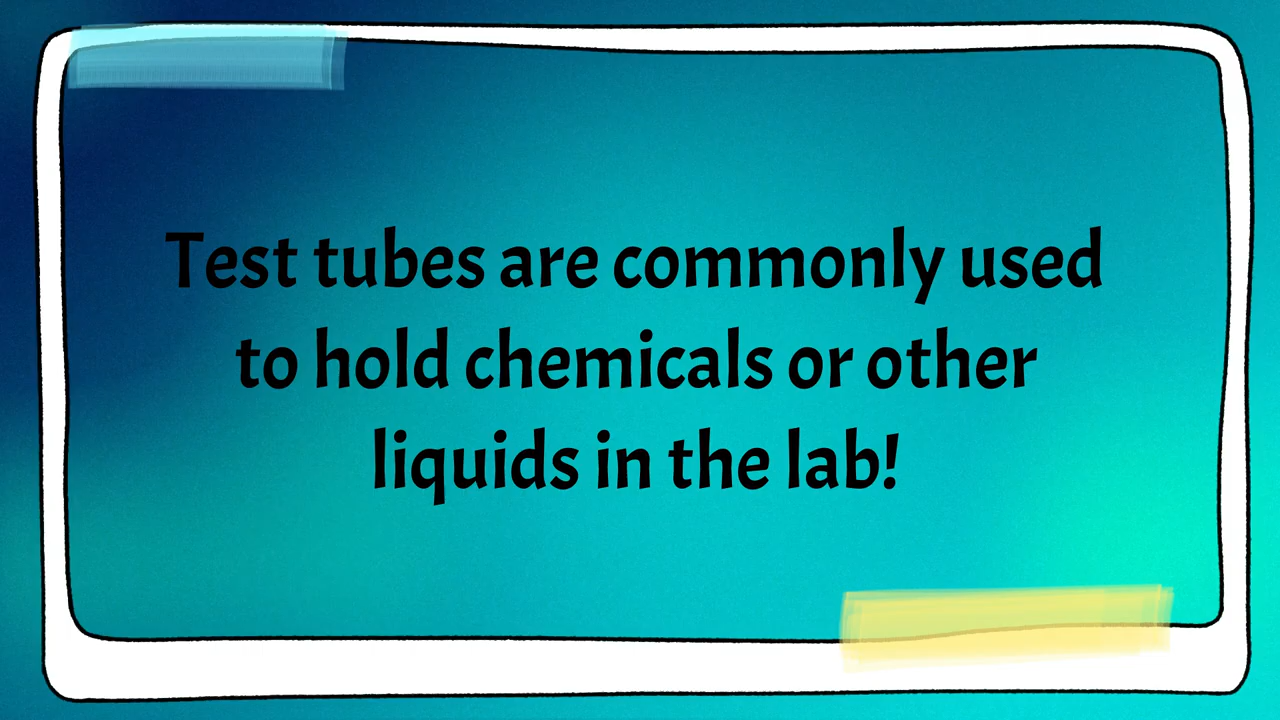 Test tubes are commonly used
to hold chemicals or other
liquids in the lab!